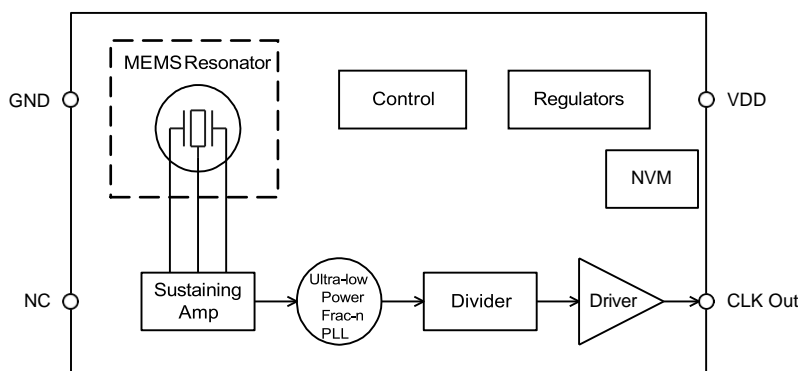 MEMS Resonator
GND
Control
Regulators
VDD
NVM
NC
Sustaining
Amp
Ultra-low
Power
Frac-n
PLL
Divider
Driver
CLK Out